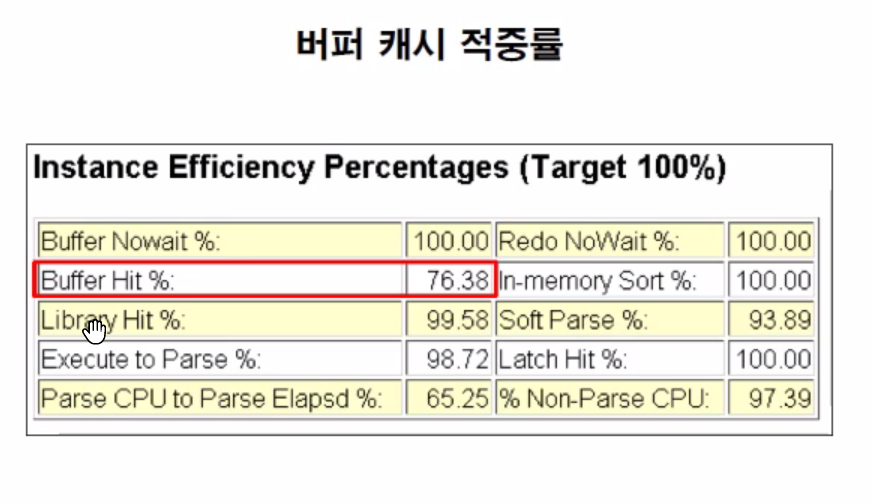 버퍼 캐시 적중률
Instance Efficiency Percentages (Target 100%)
Buffer Nowait %: 100.00 Redo NoWait %: 100.00
Buffer Hit %: 76.38 In-memory Sort %: 100.00
Library Hit %: 99.58 Soft Parse %: 93.89
Execute to Parse %: 98.72 Latch Hit %: 100.00
Parse CPU to Parse Elapsd %: 65.25 % Non-Parse CPU: 97.39